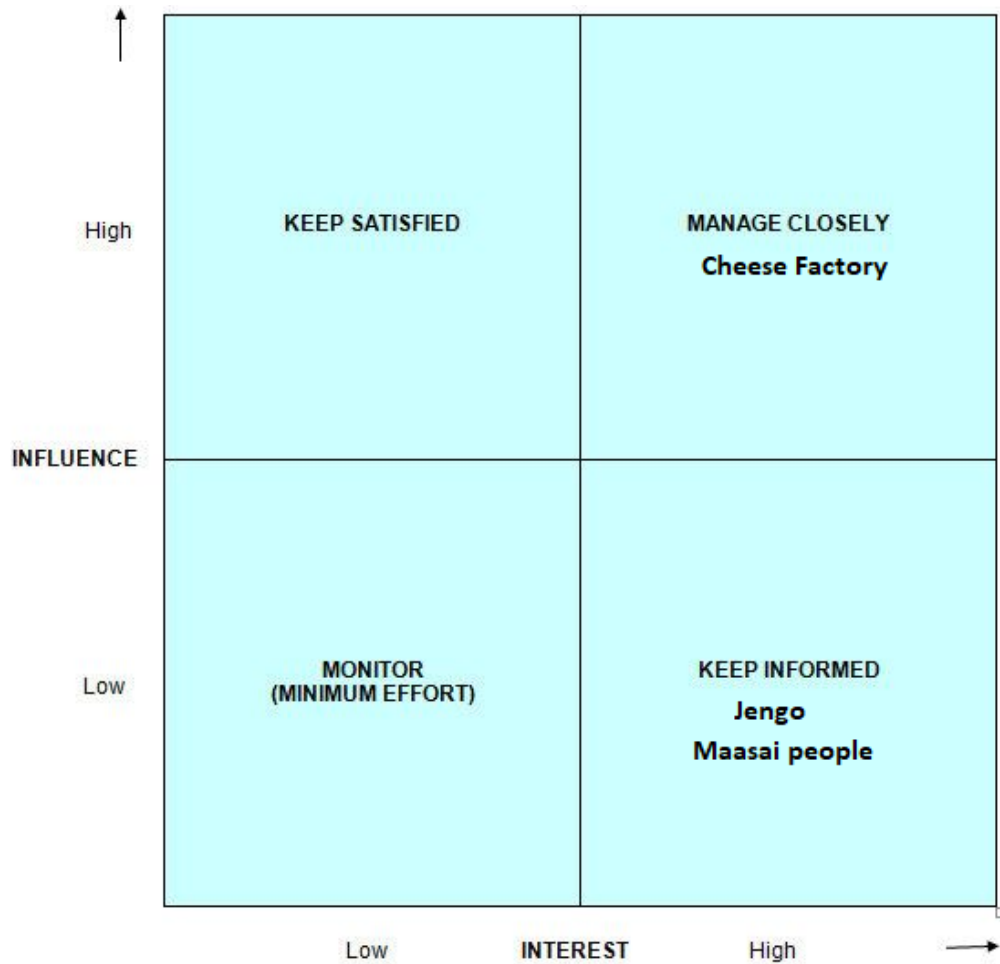 High
KEEP SATISFIED
MANAGE CLOSELY
Cheese Factory
INFLUENCE
Low
MONITOR
(MINIMUM EFFORT)
KEEP INFORMED
Jengo
Maasai people
Low
INTEREST
High